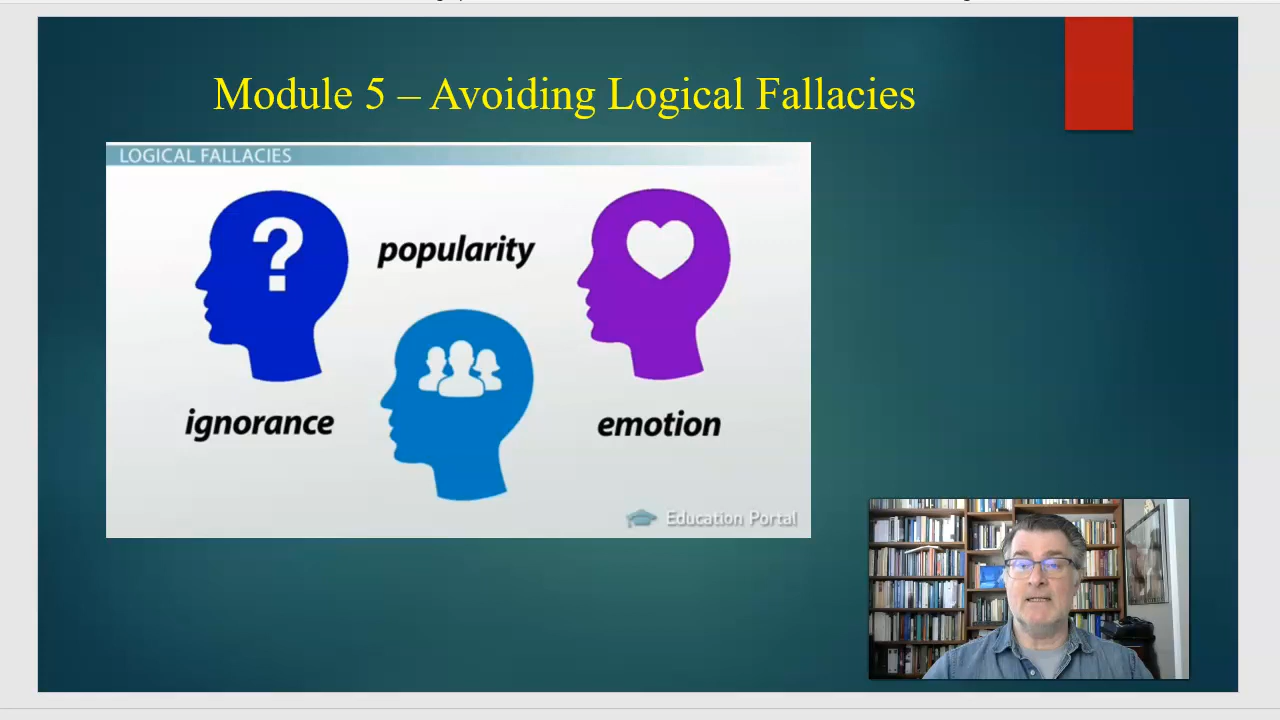 Module 5 – Avoiding Logical Fallacies
LOGICAL FALLACIES
popularity
ignorance
emotion
Education Portal